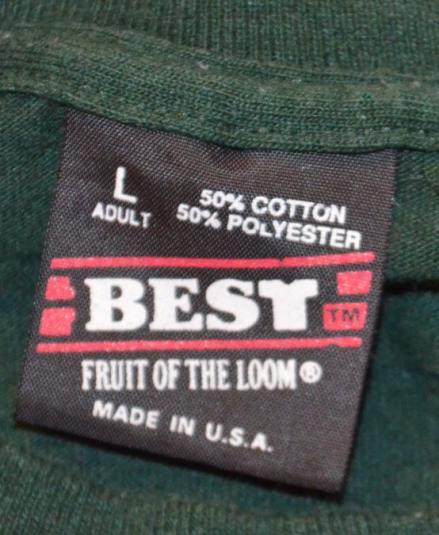 L
ADULT
50% COTTON
50% POLYESTER
BEST TM
FRUIT OF THE LOOM®
MADE IN U.S.A.